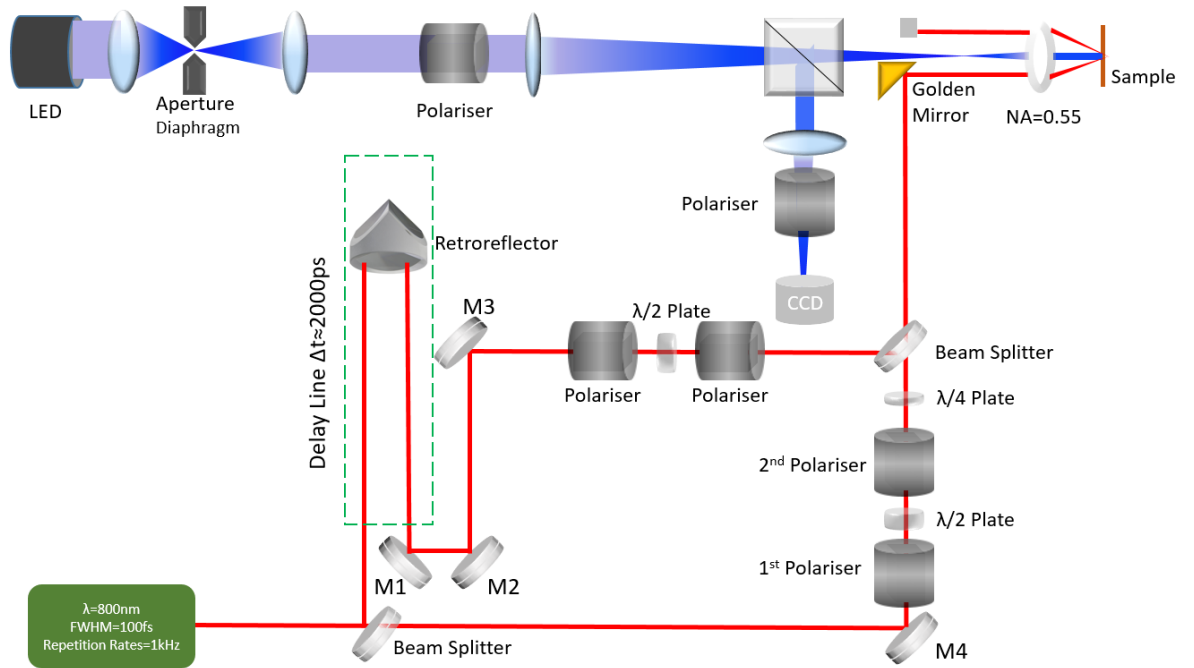 LED
Aperture
Diaphragm
Polariser
Golden
Mirror
NA=0.55
Sample
Polariser
CCD
Retroreflector
Delay Line Δt≈2000ps
M3
λ/2 Plate
Polariser
Polariser
Beam Splitter
λ/4 Plate
2nd Polariser
λ/2 Plate
1st Polariser
M1
M2
λ=800nm
FWHM=100fs
Repetition Rates=1kHz
Beam Splitter
M4